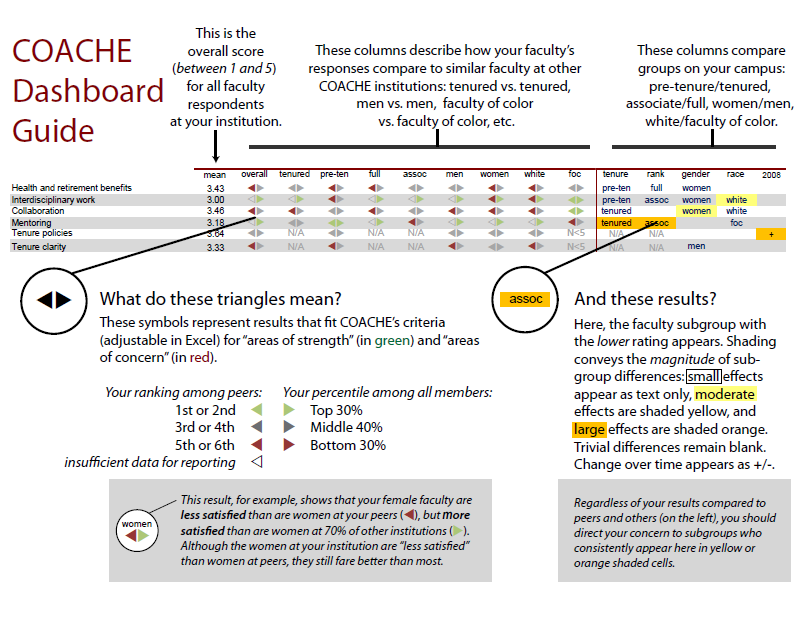 COACHE
Dashboard
Guide
This is the
overall score
(between 1 and 5)
for all faculty
respondents
at your institution.
These columns describe how your faculty's
responses compare to similar faculty at other
COACHE institutions: tenured vs. tenured,
men vs. men, faculty of color
vs. faculty of color, etc.
These columns compare
groups on your campus:
pre-tenure/tenured,
associate/full, women/men,
white/faculty of color.
mean overall tenured pre-ten full assoc men women white foc tenure rank gender race 2008
Health and retirement benefits 3.43 pre-ten full women
Interdisciplinary work 3.00 pre-ten assoc women white
Collaboration 3.46 tenured women white
Mentoring 3.18 tenured assoc foc
Tenure policies 3.64 N/A N/A N/A N<5 N/A N/A +
Tenure clarity 3.33 N/A N/A N/A N<5 N/A N/A men
What do these triangles mean?
These symbols represent results that fit COACHE's criteria
(adjustable in Excel) for "areas of strength" (in green) and "areas
of concern" (in red).
Your ranking among peers: Your percentile among all members:
1st or 2nd Top 30%
3rd or 4th Middle 40%
5th or 6th Bottom 30%
insufficient data for reporting
women
This result, for example, shows that your female faculty are
less satisfied than are women at your peers (◀), but more
satisfied than are women at 70% of other institutions (▶).
Although the women at your institution are "less satisfied"
than women at peers, they still fare better than most.
assoc
And these results?
Here, the faculty subgroup with
the lower rating appears. Shading
conveys the magnitude of sub-
group differences: small effects
appear as text only, moderate
effects are shaded yellow, and
large effects are shaded orange.
Trivial differences remain blank.
Change over time appears as +/-.
Regardless of your results compared to
peers and others (on the left), you should
direct your concern to subgroups who
consistently appear here in yellow or
orange shaded cells.